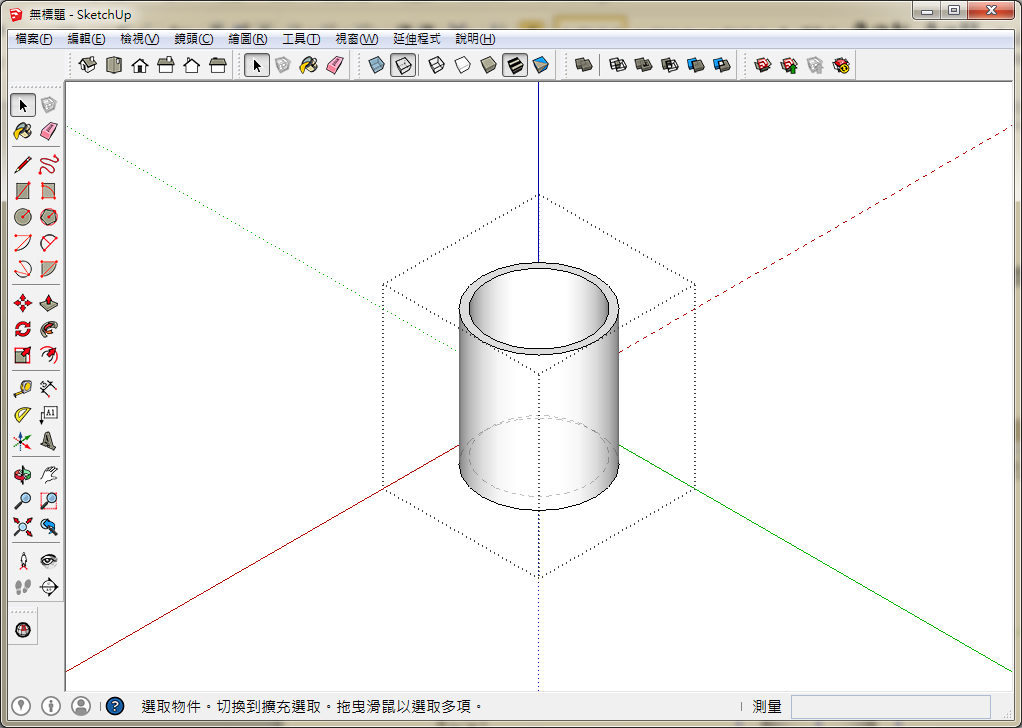 無標題 - SketchUp
檔案(F) 編輯(E) 檢視(V) 鏡頭(C) 繪圖(R) 工具(T) 視窗(W) 延伸程式 說明(H)
A1
選取物件。切換到擴充選取。拖曳滑鼠以選取多項。 測量